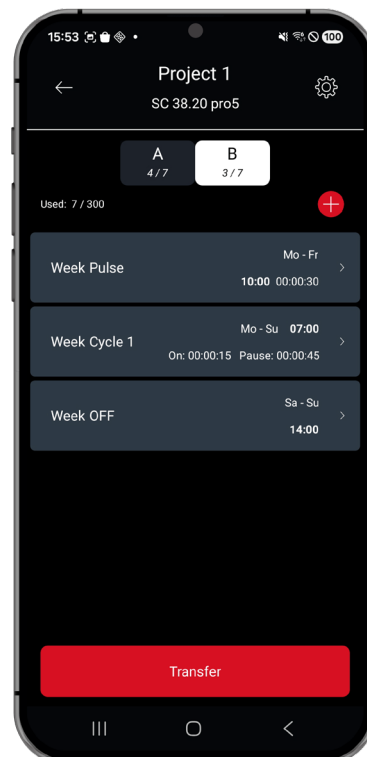 15:53
100
Project 1
SC 38.20 pro5
A
4 / 7
B
3 / 7
Used: 7 / 300
Week Pulse
Mo - Fr
10:00 00:00:30
Week Cycle 1
Mo - Su 07:00
On: 00:00:15 Pause: 00:00:45
Week OFF
Sa - Su
14:00
Transfer